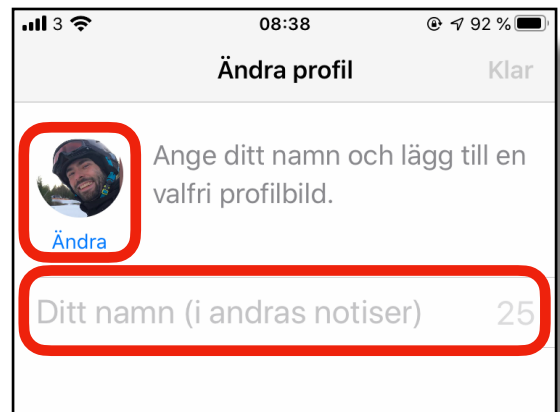 3 08:38 92 %
Ändra profil Klar
Ange ditt namn och lägg till en
valfri profilbild.
Ändra
Ditt namn (i andras notiser) 25